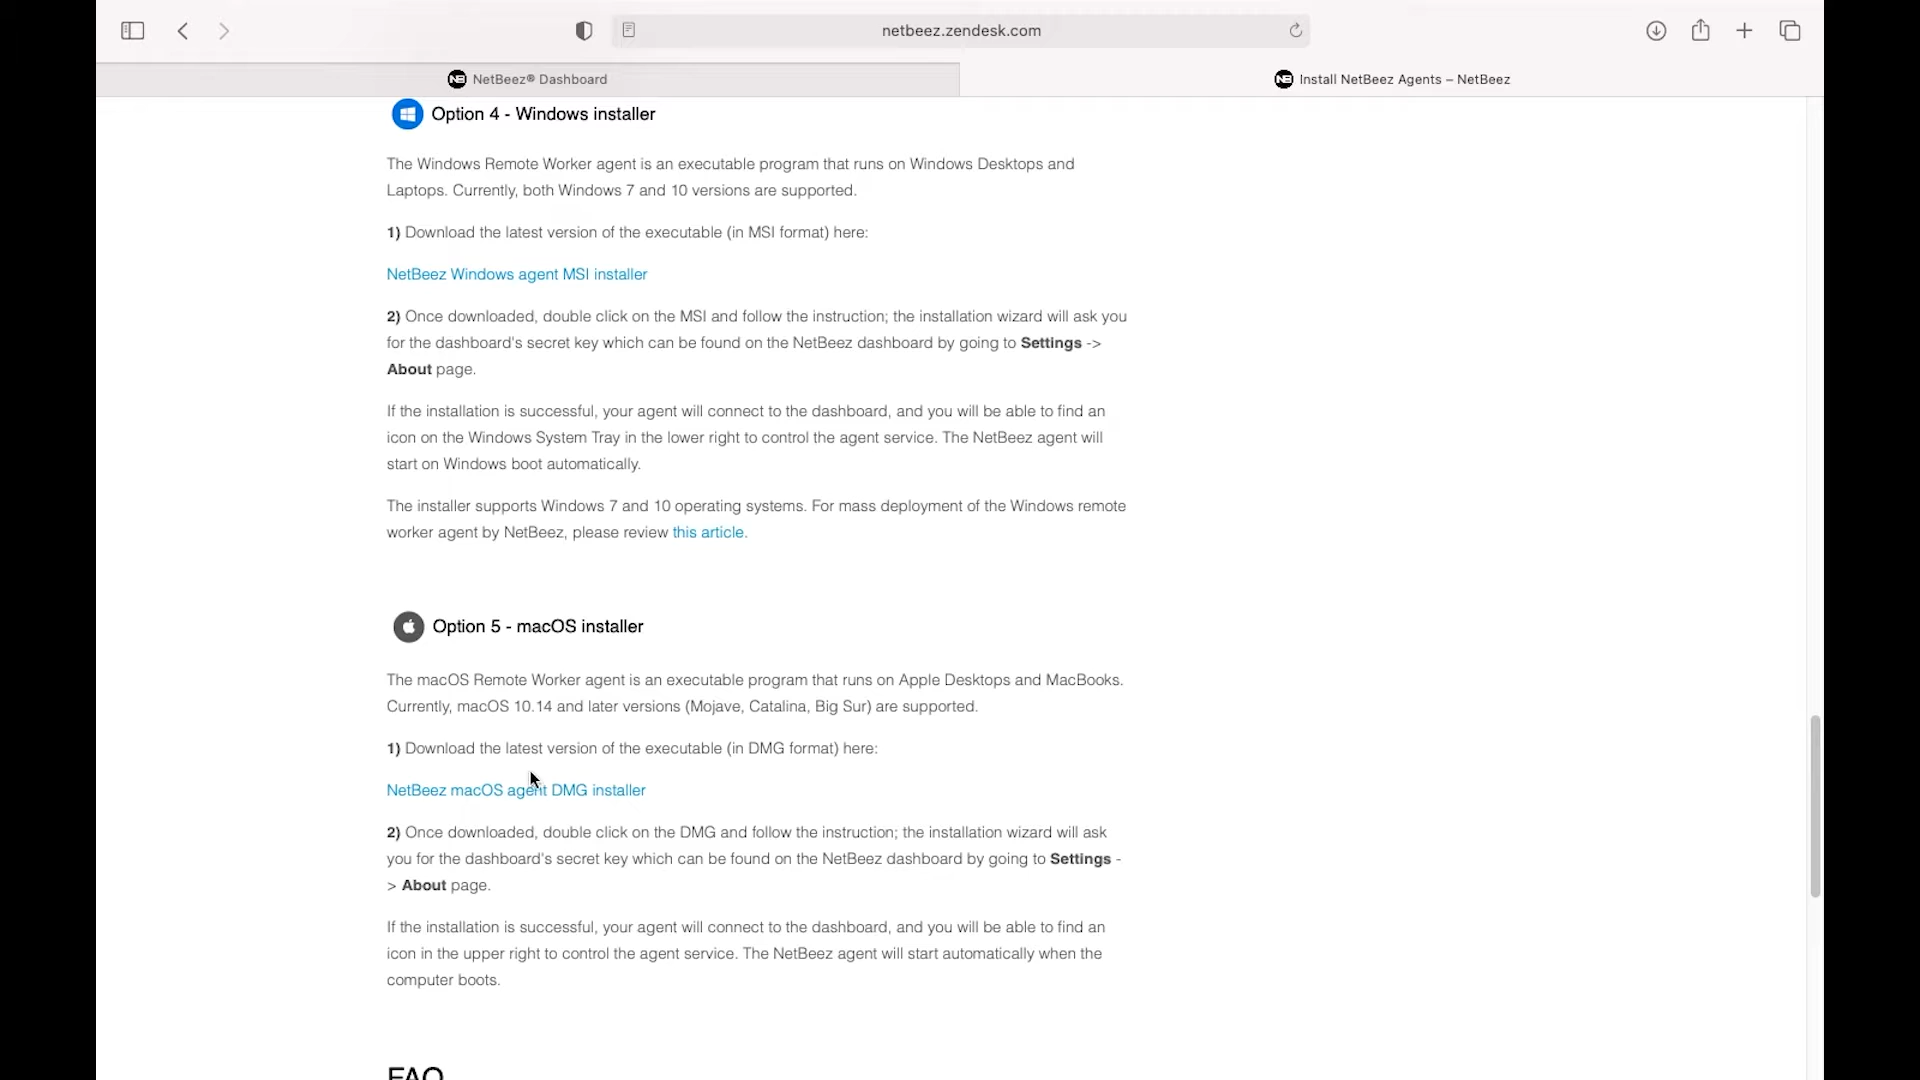 netbeez.zendesk.com
NetBeez® Dashboard
Install NetBeez Agents – NetBeez
Option 4 - Windows installer
The Windows Remote Worker agent is an executable program that runs on Windows Desktops and
Laptops. Currently, both Windows 7 and 10 versions are supported.
1) Download the latest version of the executable (in MSI format) here:
NetBeez Windows agent MSI installer
2) Once downloaded, double click on the MSI and follow the instruction; the installation wizard will ask you
for the dashboard's secret key which can be found on the NetBeez dashboard by going to Settings ->
About page.
If the installation is successful, your agent will connect to the dashboard, and you will be able to find an
icon on the Windows System Tray in the lower right to control the agent service. The NetBeez agent will
start on Windows boot automatically.
The installer supports Windows 7 and 10 operating systems. For mass deployment of the Windows remote
worker agent by NetBeez, please review this article.
Option 5 - macOS installer
The macOS Remote Worker agent is an executable program that runs on Apple Desktops and MacBooks.
Currently, macOS 10.14 and later versions (Mojave, Catalina, Big Sur) are supported.
1) Download the latest version of the executable (in DMG format) here:
NetBeez macOS agent DMG installer
2) Once downloaded, double click on the DMG and follow the instruction; the installation wizard will ask
you for the dashboard's secret key which can be found on the NetBeez dashboard by going to Settings -
> About page.
If the installation is successful, your agent will connect to the dashboard, and you will be able to find an
icon in the upper right to control the agent service. The NetBeez agent will start automatically when the
computer boots.
FAQ